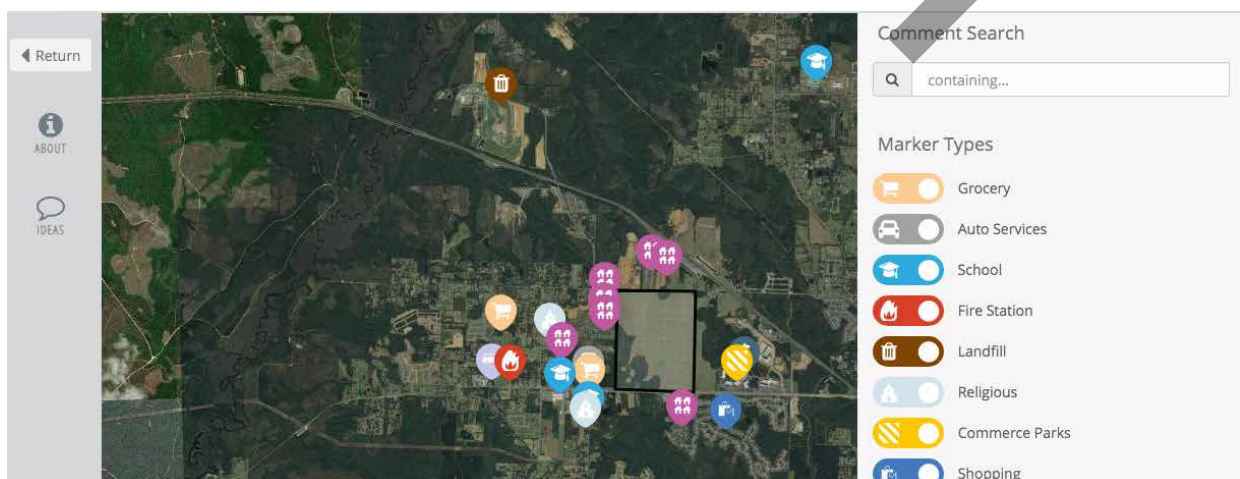 Return
ABOUT
IDEAS
Comment Search
containing...
Marker Types
Grocery
Auto Services
School
Fire Station
Landfill
Religious
Commerce Parks
Shopping